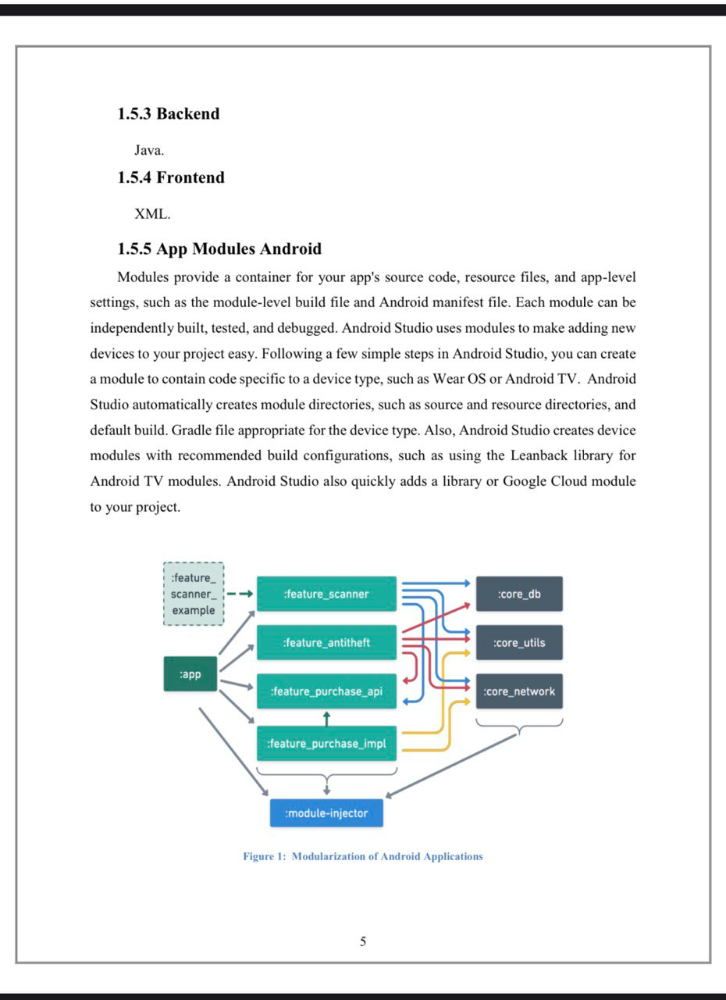 1.5.3 Backend
Java.
1.5.4 Frontend
XML.
1.5.5 App Modules Android
Modules provide a container for your app's source code, resource files, and app-level
settings, such as the module-level build file and Android manifest file. Each module can be
independently built, tested, and debugged. Android Studio uses modules to make adding new
devices to your project easy. Following a few simple steps in Android Studio, you can create
a module to contain code specific to a device type, such as Wear OS or Android TV.  Android
Studio automatically creates module directories, such as source and resource directories, and
default build. Gradle file appropriate for the device type. Also, Android Studio creates device
modules with recommended build configurations, such as using the Leanback library for
Android TV modules. Android Studio also quickly adds a library or Google Cloud module
to your project.
:feature_
scanner_
example
:feature_scanner
:core_db
:feature_antitheft
:core_utils
:app
:feature_purchase_api
:core_network
:feature_purchase_impl
:module-injector
Figure 1:  Modularization of Android Applications
5